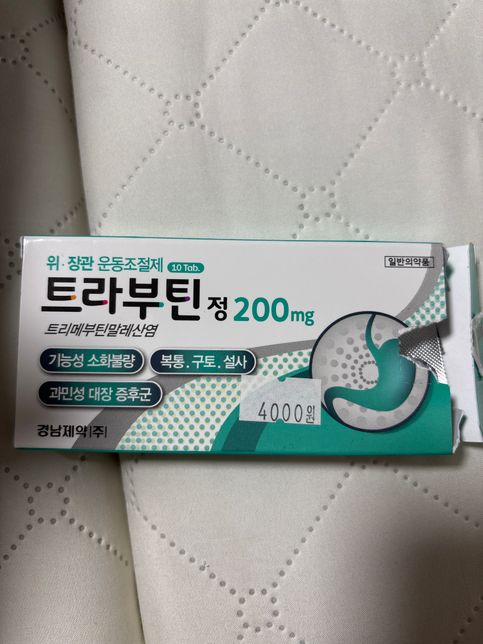 위·장관 운동조절제 10 Tab.
일반의약품
트라부틴정 200mg
트리메부틴말레산염
기능성 소화불량 복통.구토.설사
과민성 대장 증후군
4000원
경남제약(주)